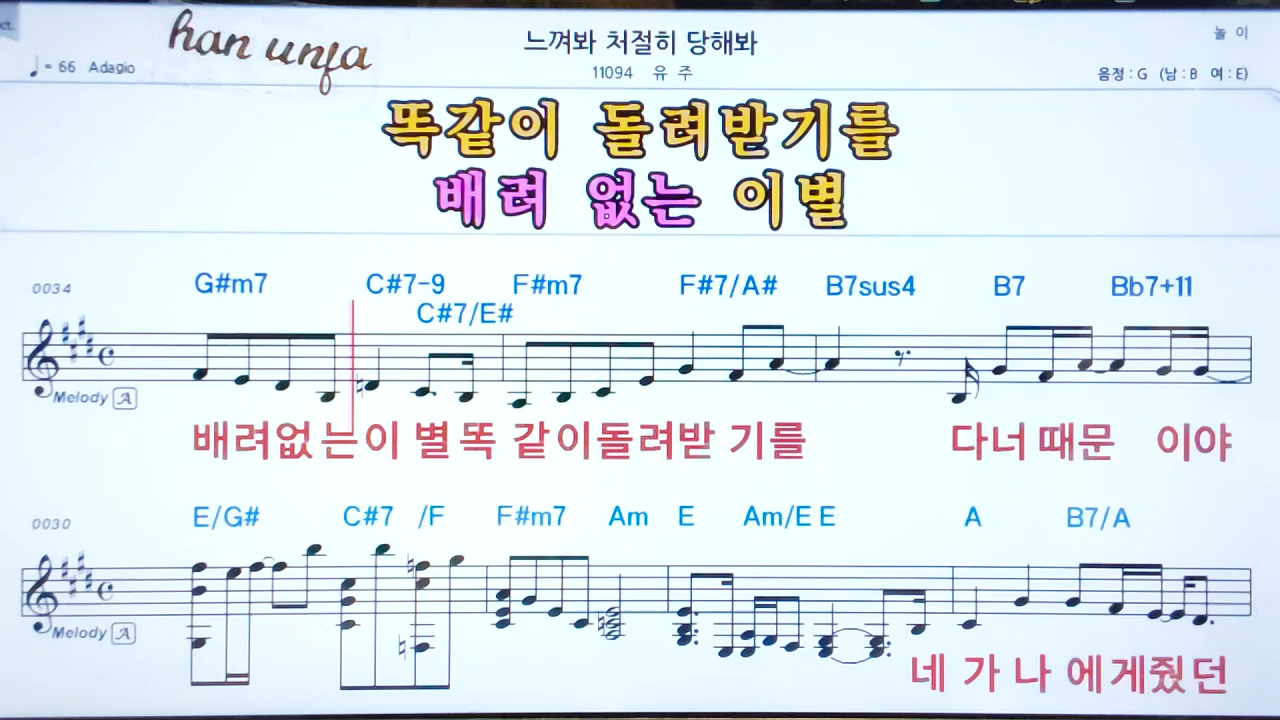 ct.
han unja
느껴봐 처절히 당해봐
놀 이
♩= 66 Adagio
11094 유 주
음정 : G (남 : B 여 : E)
똑같이 돌려받기를
배려 없는 이별
0034 G#m7 C#7-9 F#m7 F#7/A# B7sus4 B7 Bb7+11
C#7/E#
Melody A
배려없는이 별똑 같이돌려받 기를 다너때문 이야
0030 E/G# C#7 /F F#m7 Am E Am/E E A B7/A
Melody A
네 가 나 에게줬던